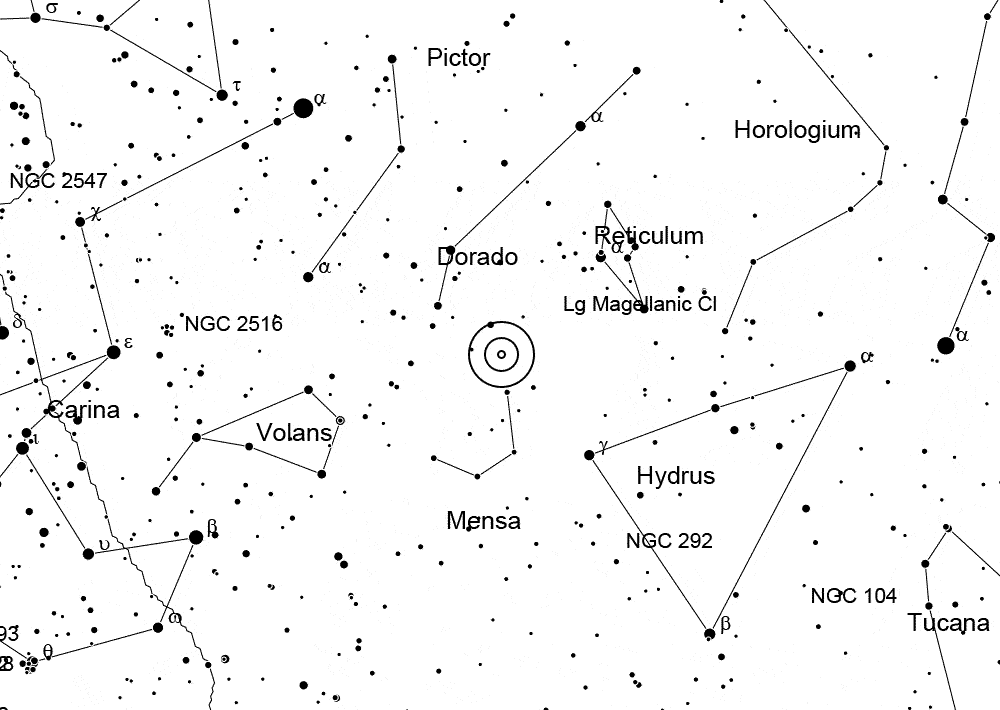 σ
Pictor
τ
α
α
Horologium
NGC 2547
χ
Reticulum
α
Dorado
α
Lg Magellanic Cl
δ
NGC 2516
ε
α
α
Carina
Volans
ι
γ
Hydrus
Mensa
β
υ
NGC 292
NGC 104
ω
β
Tucana
93
θ